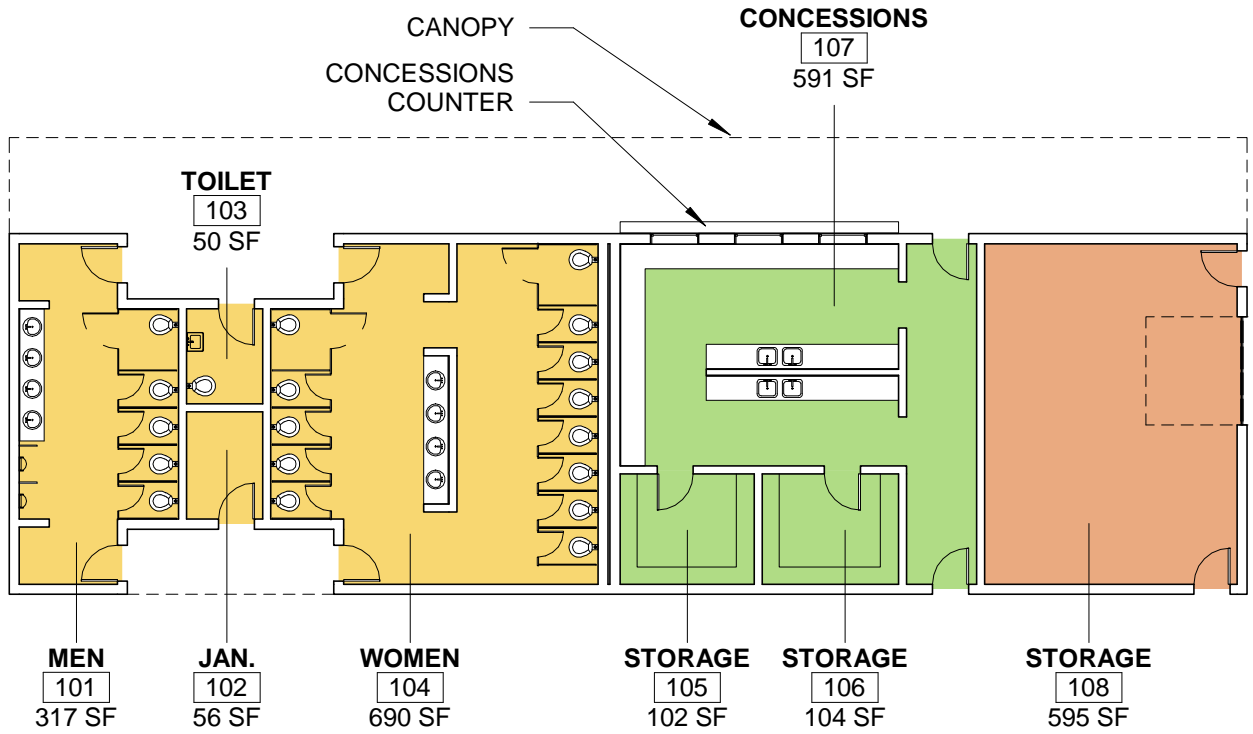 CANOPY
CONCESSIONS
COUNTER
CONCESSIONS
107
591 SF
TOILET
103
50 SF
MEN
101
317 SF
JAN.
102
56 SF
WOMEN
104
690 SF
STORAGE
105
102 SF
STORAGE
106
104 SF
STORAGE
108
595 SF